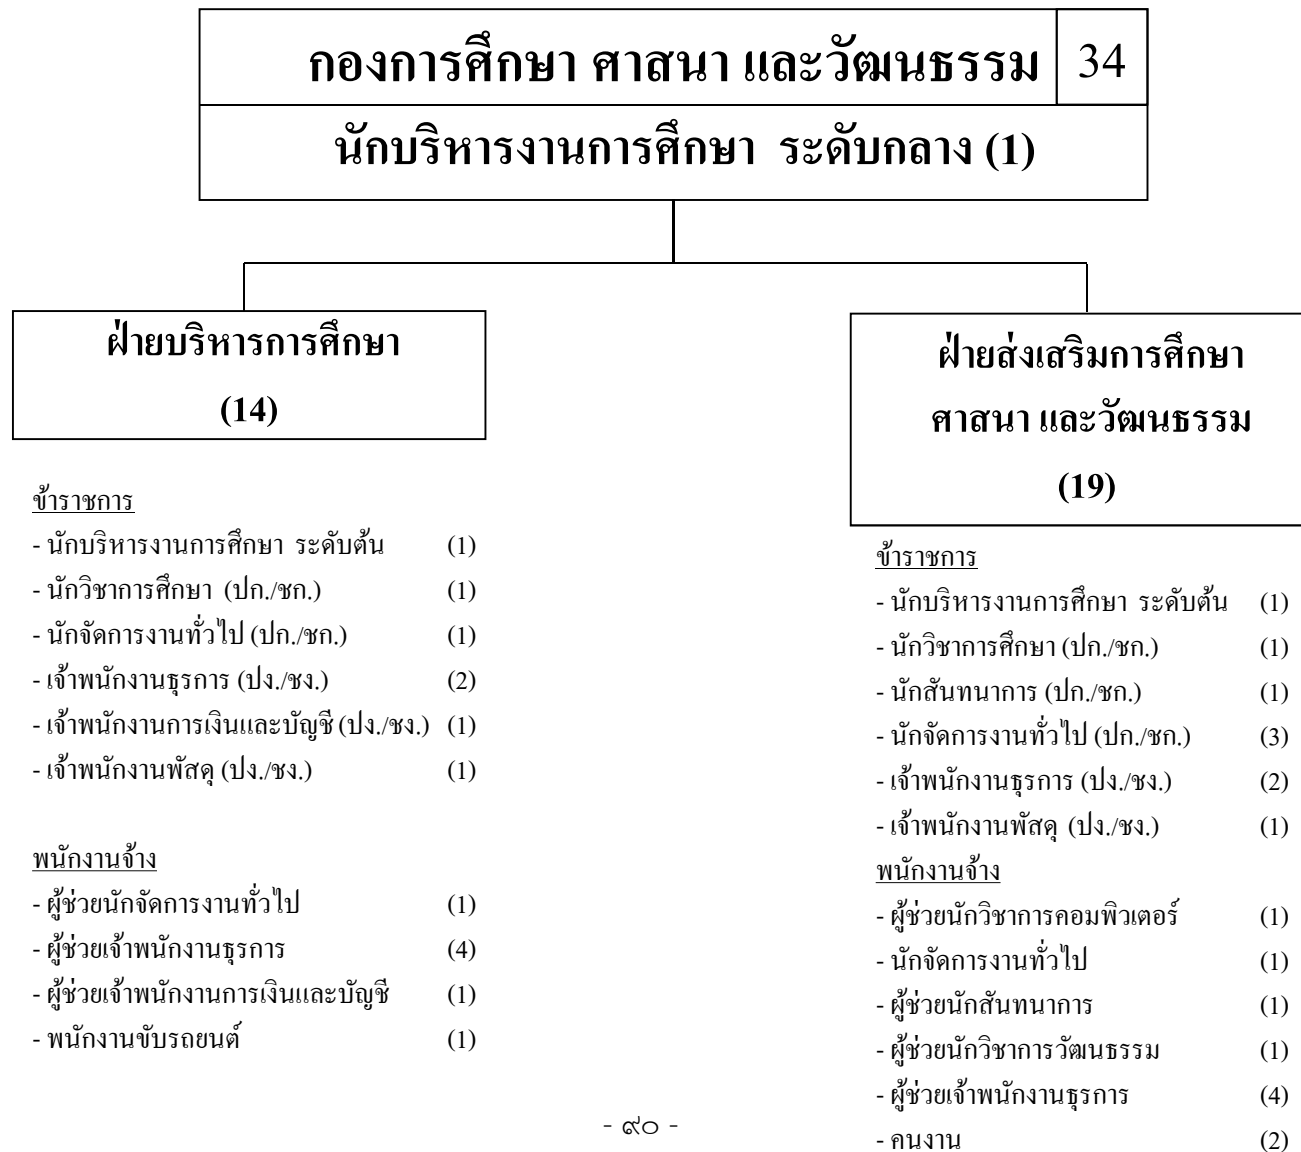 กองการศึกษา ศาสนา และวัฒนธรรม 34
นักบริหารงานการศึกษา ระดับกลาง (1)
ฝ่ายบริหารการศึกษา
(14)
ข้าราชการ
- นักบริหารงานการศึกษา ระดับต้น (1)
- นักวิชาการศึกษา (ปก./ชก.) (1)
- นักจัดการงานทั่วไป (ปก./ชก.) (1)
- เจ้าพนักงานธุรการ (ปง./ชง.) (2)
- เจ้าพนักงานการเงินและบัญชี (ปง./ชง.) (1)
- เจ้าพนักงานพัสดุ (ปง./ชง.) (1)
พนักงานจ้าง
- ผู้ช่วยนักจัดการงานทั่วไป (1)
- ผู้ช่วยเจ้าพนักงานธุรการ (4)
- ผู้ช่วยเจ้าพนักงานการเงินและบัญชี (1)
- พนักงานขับรถยนต์ (1)
ฝ่ายส่งเสริมการศึกษา
ศาสนา และวัฒนธรรม
(19)
ข้าราชการ
- นักบริหารงานการศึกษา ระดับต้น (1)
- นักวิชาการศึกษา (ปก./ชก.) (1)
- นักสันทนาการ (ปก./ชก.) (1)
- นักจัดการงานทั่วไป (ปก./ชก.) (3)
- เจ้าพนักงานธุรการ (ปง./ชง.) (2)
- เจ้าพนักงานพัสดุ (ปง./ชง.) (1)
พนักงานจ้าง
- ผู้ช่วยนักวิชาการคอมพิวเตอร์ (1)
- นักจัดการงานทั่วไป (1)
- ผู้ช่วยนักสันทนาการ (1)
- ผู้ช่วยนักวิชาการวัฒนธรรม (1)
- ผู้ช่วยเจ้าพนักงานธุรการ (4)
- คนงาน (2)
- ๙๐ -